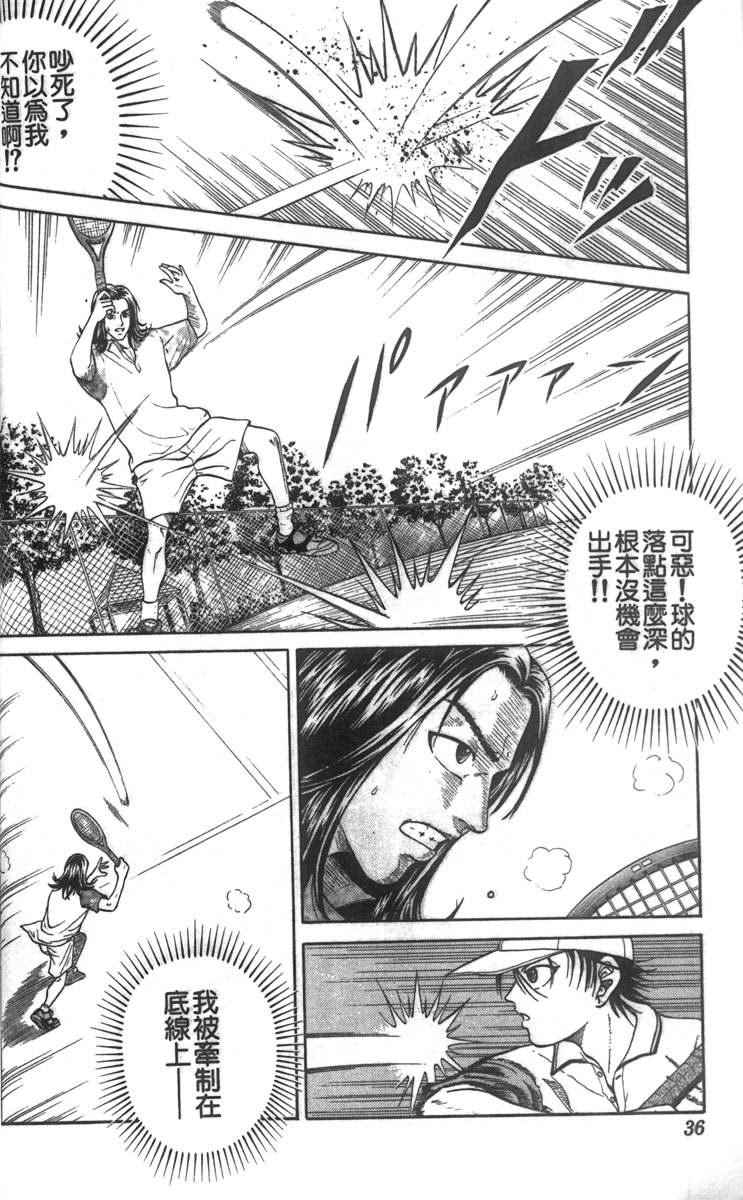 ドッ
吵死了，
你以為我
不知道啊!?
パァァァーン
可惡！球的
落點這麼深，
根本沒機會
出手!!
我被牽制在
底線上——
36